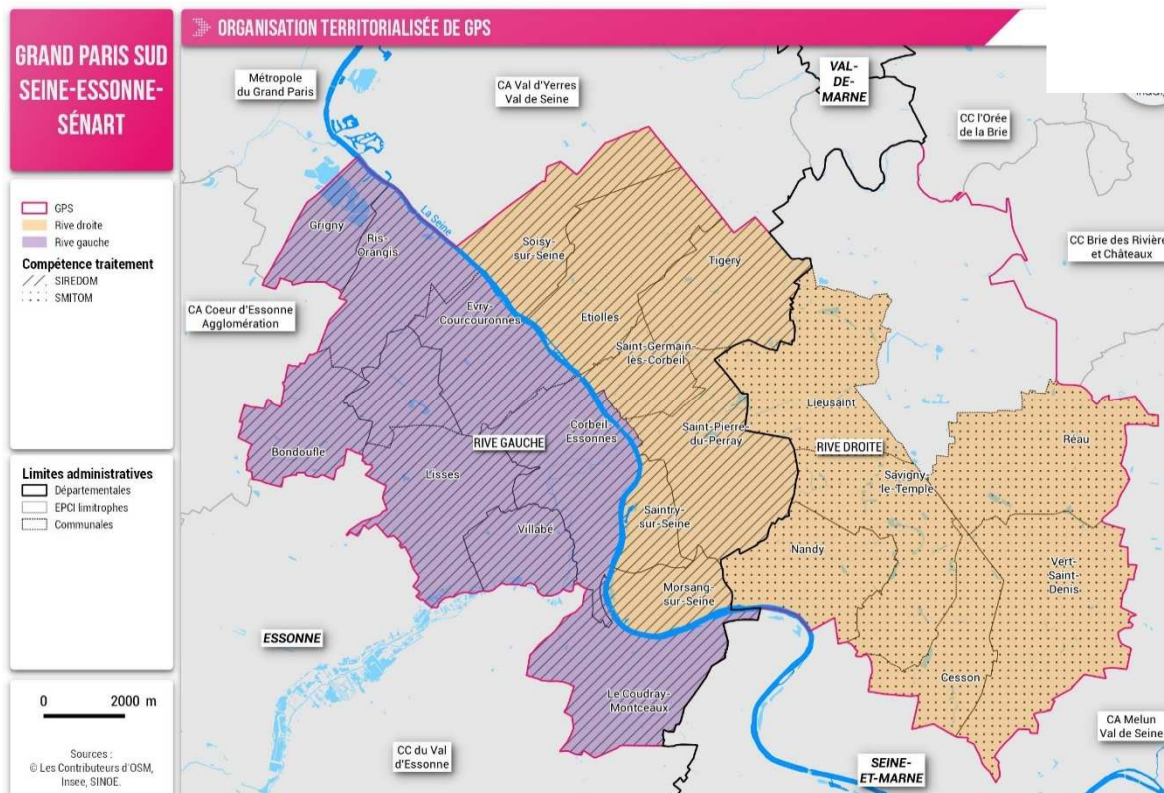 GRAND PARIS SUD
SEINE-ESSONNE-
SÉNART
ORGANISATION TERRITORIALISÉE DE GPS
GPS
Rive droite
Rive gauche
Compétence traitement
SIREDOM
SMITOM
Limites administratives
Départementales
EPCI limitrophes
Communales
0 2000 m
Sources :
© Les Contributeurs d'OSM,
Insee, SINOE.
Métropole
du Grand Paris
CA Val d'Yerres
Val de Seine
VAL-
DE-
MARNE
CC l'Orée
de la Brie
CC Brie des Rivière
et Châteaux
CA Coeur d'Essonne
Agglomération
La Seine
Grigny
Ris-
Orangis
Soisy-
sur-Seine
Tigery
Evry-
Courcouronnes
Etiolles
Saint-Germain-
lès-Corbeil
Lieusaint
Corbeil-
Essonnes
Saint-Pierre-
du-Perray
RIVE GAUCHE
RIVE DROITE
Réau
Bondoufle
Lisses
Savigny-
le-Temple
Villabé
Saintry-
sur-Seine
Nandy
Vert-
Saint-
Denis
Morsang-
sur-Seine
ESSONNE
Le Coudray-
Montceaux
Cesson
CC du Val
d'Essonne
SEINE-
ET-MARNE
CA Melun
Val de Seine